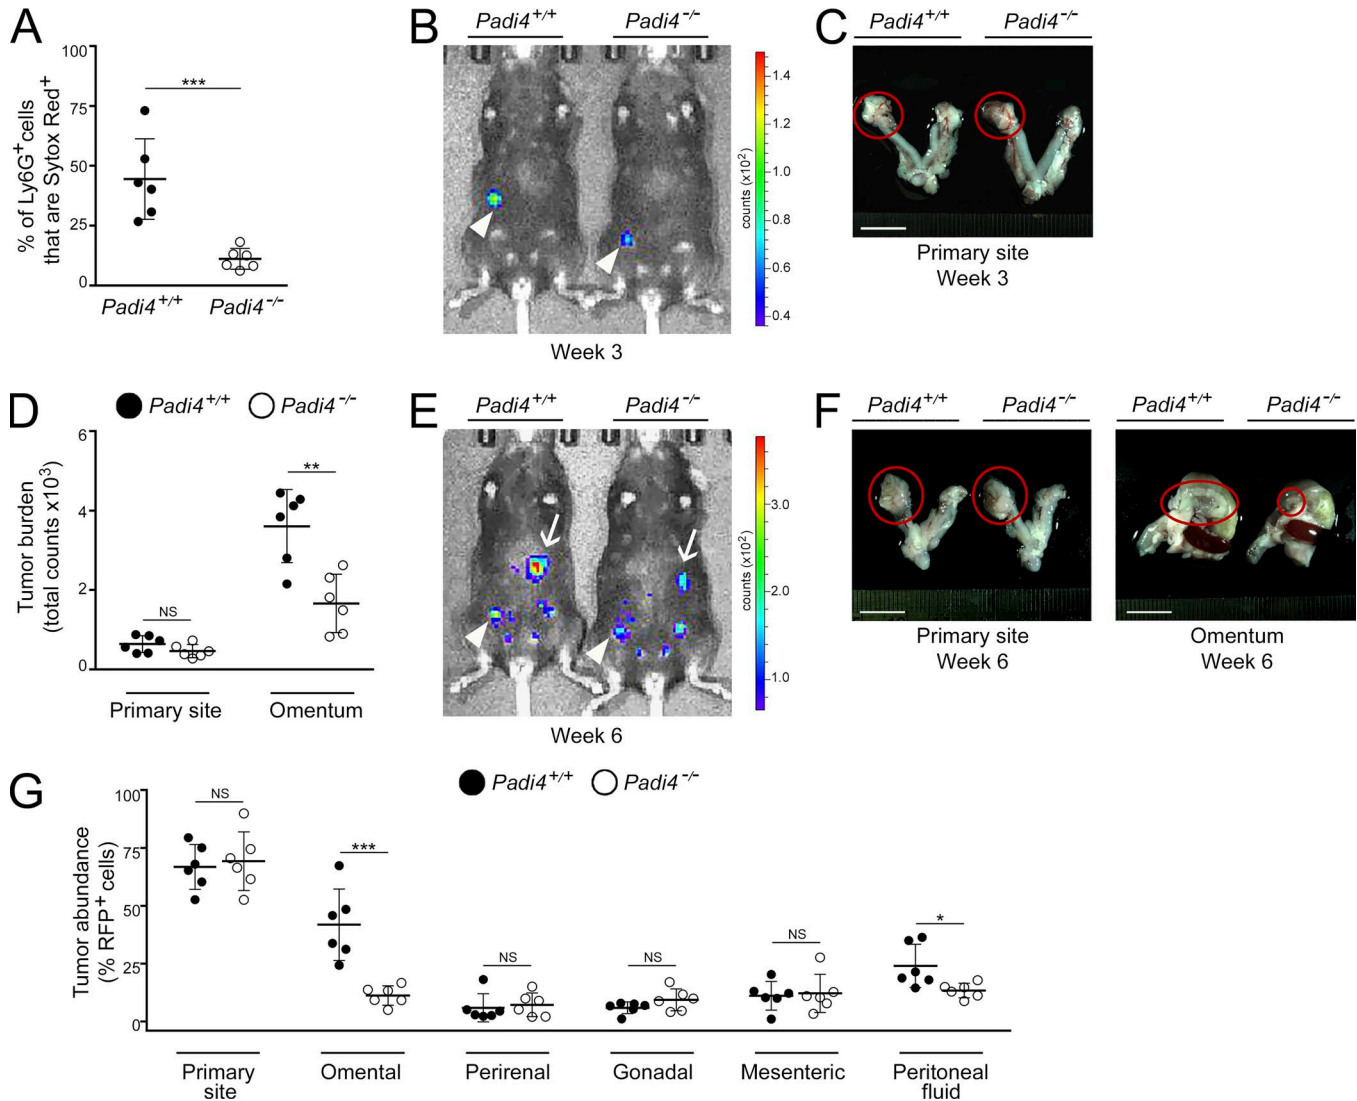 A
% of Ly6G+cells
that are Sytox Red+
100
75
50
25
0
***
Padi4+/+
Padi4-/-
B
Padi4+/+
Padi4-/-
1.4
1.2
1.0
0.8
0.6
0.4
counts (x10²)
Week 3
C
Padi4+/+
Padi4-/-
Primary site
Week 3
D
Padi4+/+
Padi4-/-
Tumor burden
(total counts x10³)
6
4
2
0
NS
**
Primary site
Omentum
E
Padi4+/+
Padi4-/-
3.0
2.0
1.0
counts (x10²)
Week 6
F
Padi4+/+
Padi4-/-
Padi4+/+
Padi4-/-
Primary site
Week 6
Omentum
Week 6
G
Padi4+/+
Padi4-/-
Tumor abundance
(% RFP+ cells)
100
75
50
25
0
NS
***
NS
NS
NS
*
Primary
site
Omental
Perirenal
Gonadal
Mesenteric
Peritoneal
fluid